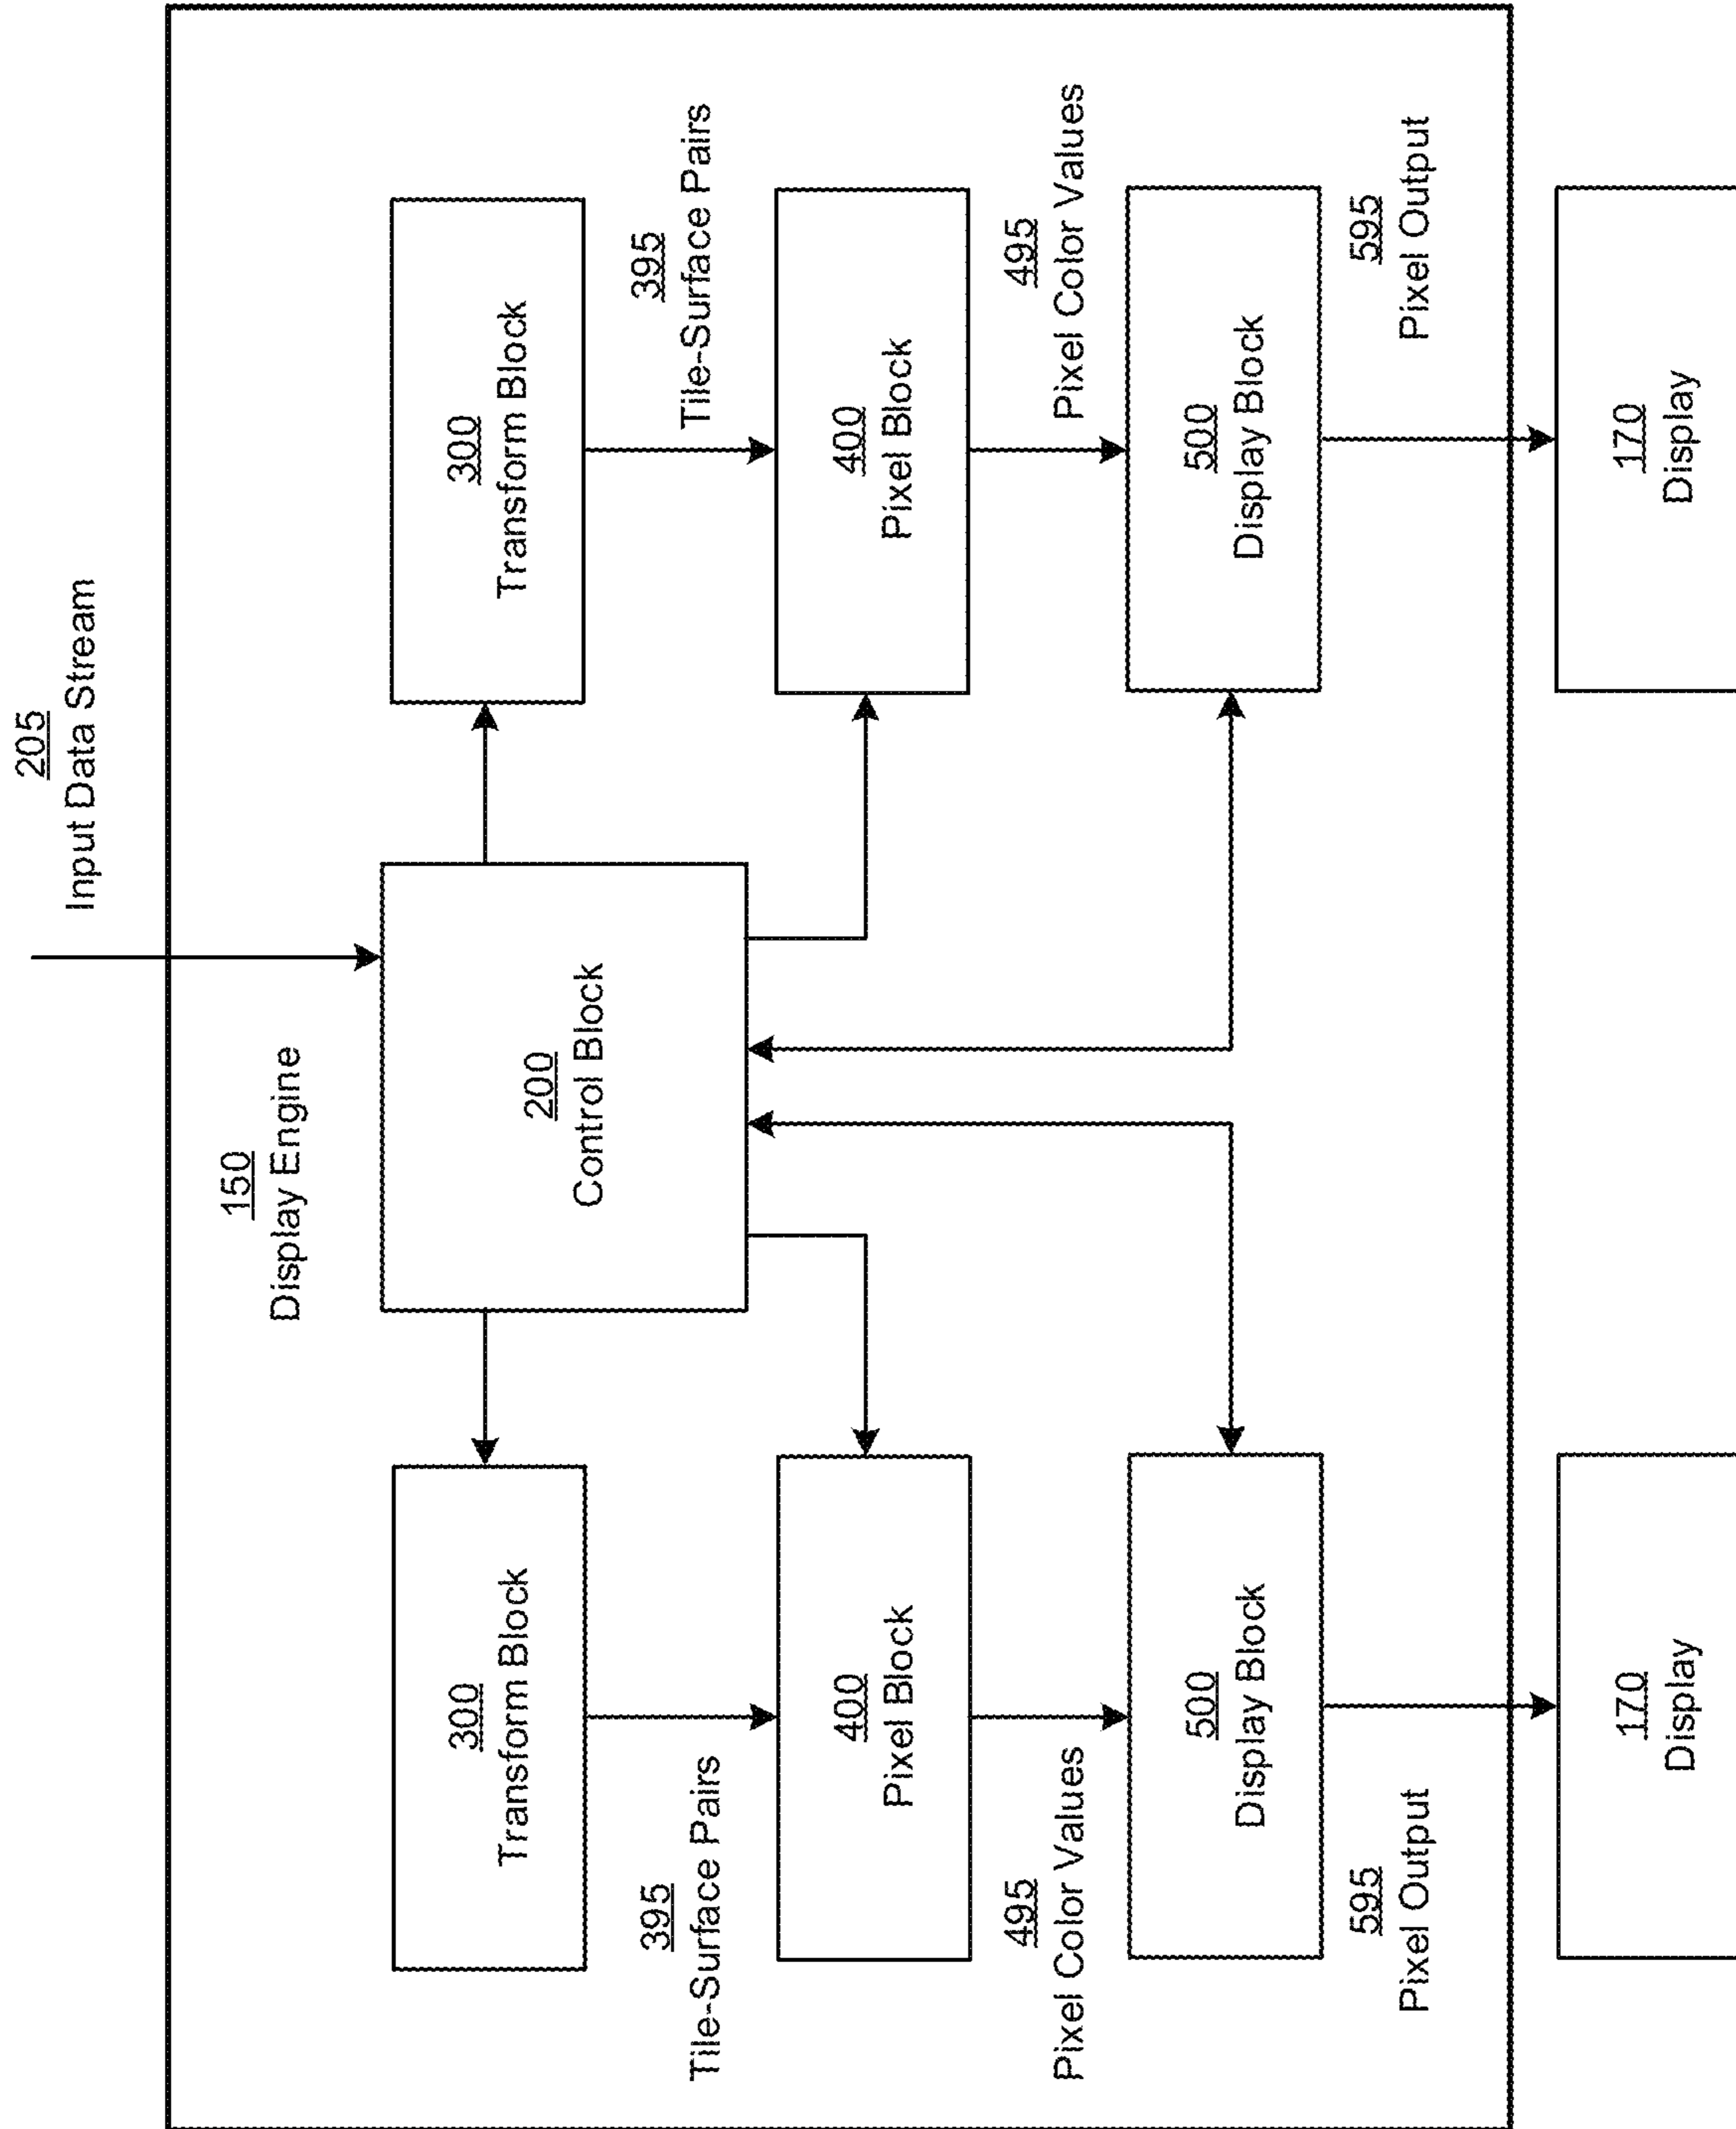 205
Input Data Stream
150
Display Engine
200
Control Block
300
Transform Block
395
Tile-Surface Pairs
400
Pixel Block
495
Pixel Color Values
500
Display Block
595
Pixel Output
170
Display
300
Transform Block
395
Tile-Surface Pairs
400
Pixel Block
495
Pixel Color Values
500
Display Block
595
Pixel Output
170
Display